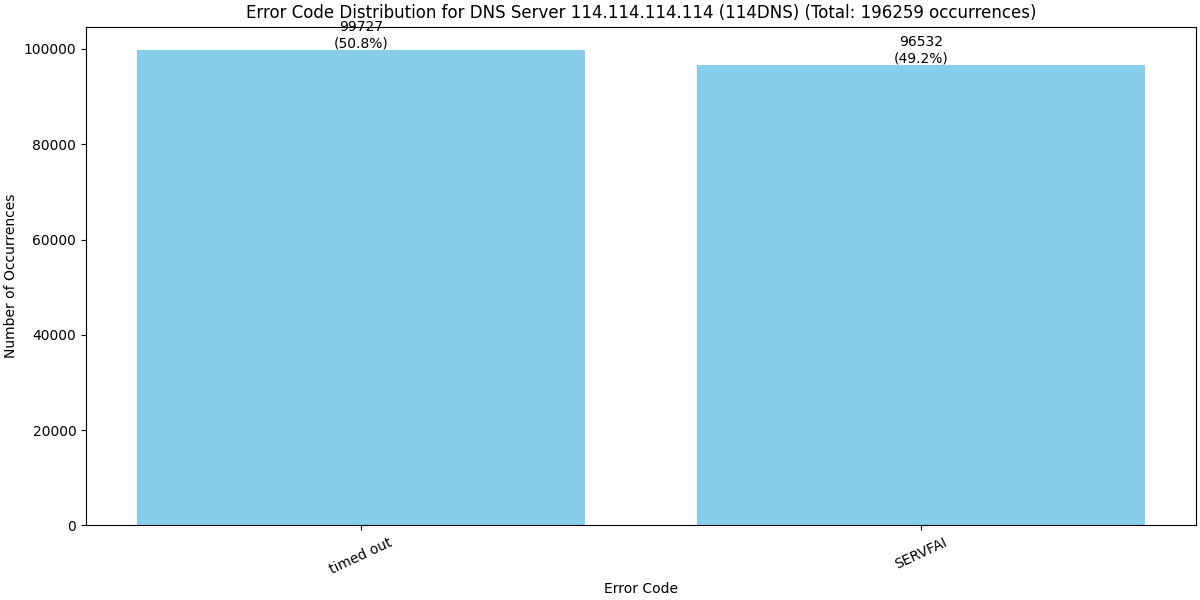 Error Code Distribution for DNS Server 114.114.114.114 (114DNS) (Total: 196259 occurrences)
99727
(50.8%)
96532
(49.2%)
100000
80000
60000
40000
20000
0
Number of Occurrences
timed out
SERVFAI
Error Code